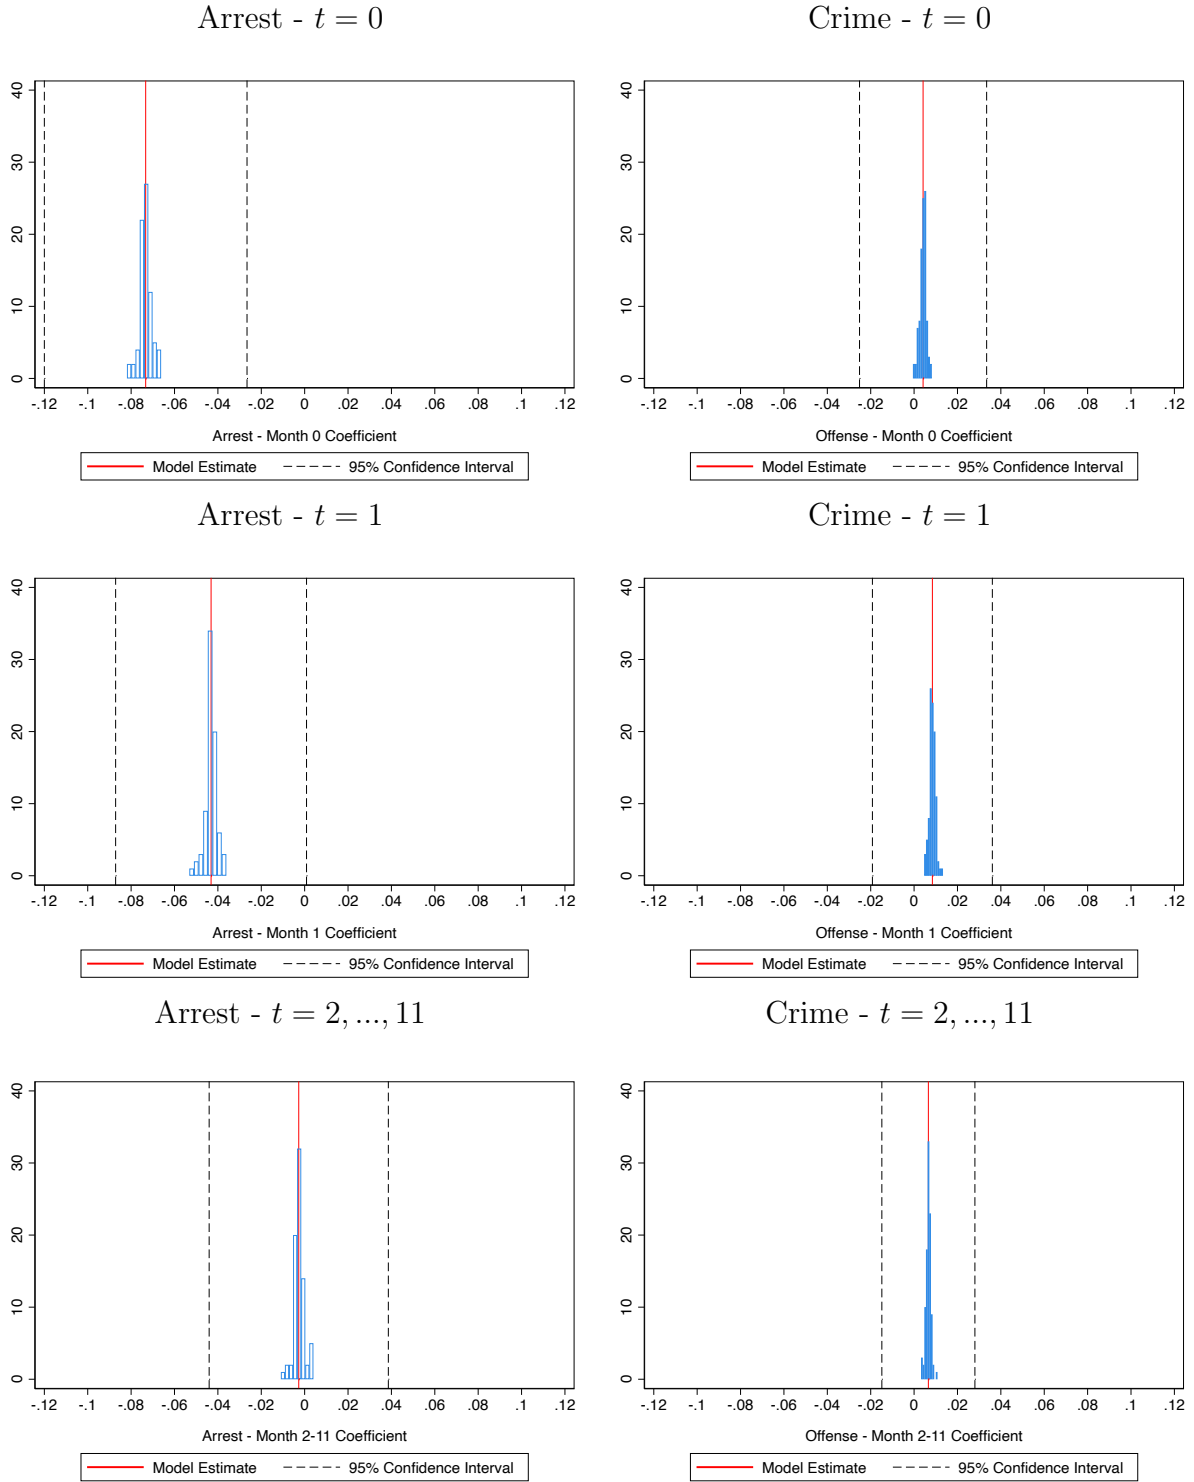 Arrest - t = 0
40
30
20
10
0
-.12 -.1 -.08 -.06 -.04 -.02 0 .02 .04 .06 .08 .1 .12
Arrest - Month 0 Coefficient
Model Estimate 95% Confidence Interval
Crime - t = 0
40
30
20
10
0
-.12 -.1 -.08 -.06 -.04 -.02 0 .02 .04 .06 .08 .1 .12
Offense - Month 0 Coefficient
Model Estimate 95% Confidence Interval
Arrest - t = 1
40
30
20
10
0
-.12 -.1 -.08 -.06 -.04 -.02 0 .02 .04 .06 .08 .1 .12
Arrest - Month 1 Coefficient
Model Estimate 95% Confidence Interval
Crime - t = 1
40
30
20
10
0
-.12 -.1 -.08 -.06 -.04 -.02 0 .02 .04 .06 .08 .1 .12
Offense - Month 1 Coefficient
Model Estimate 95% Confidence Interval
Arrest - t = 2, ..., 11
40
30
20
10
0
-.12 -.1 -.08 -.06 -.04 -.02 0 .02 .04 .06 .08 .1 .12
Arrest - Month 2-11 Coefficient
Model Estimate 95% Confidence Interval
Crime - t = 2, ..., 11
40
30
20
10
0
-.12 -.1 -.08 -.06 -.04 -.02 0 .02 .04 .06 .08 .1 .12
Offense - Month 2-11 Coefficient
Model Estimate 95% Confidence Interval